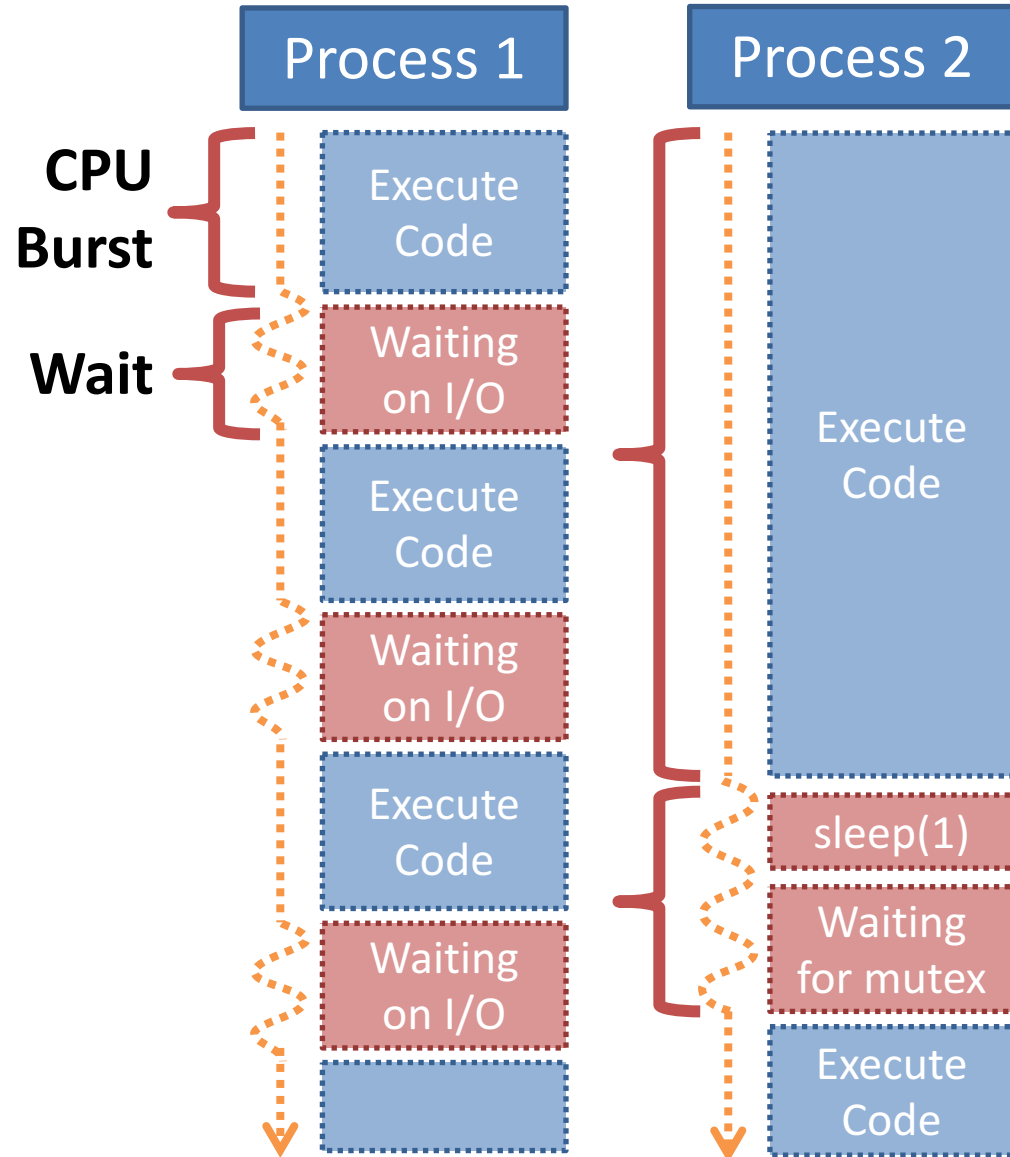 Process 1
Process 2
CPU
Burst
Wait
Execute
Code
Waiting
on I/O
Execute
Code
Waiting
on I/O
Execute
Code
Waiting
on I/O
Execute
Code
sleep(1)
Waiting
for mutex
Execute
Code